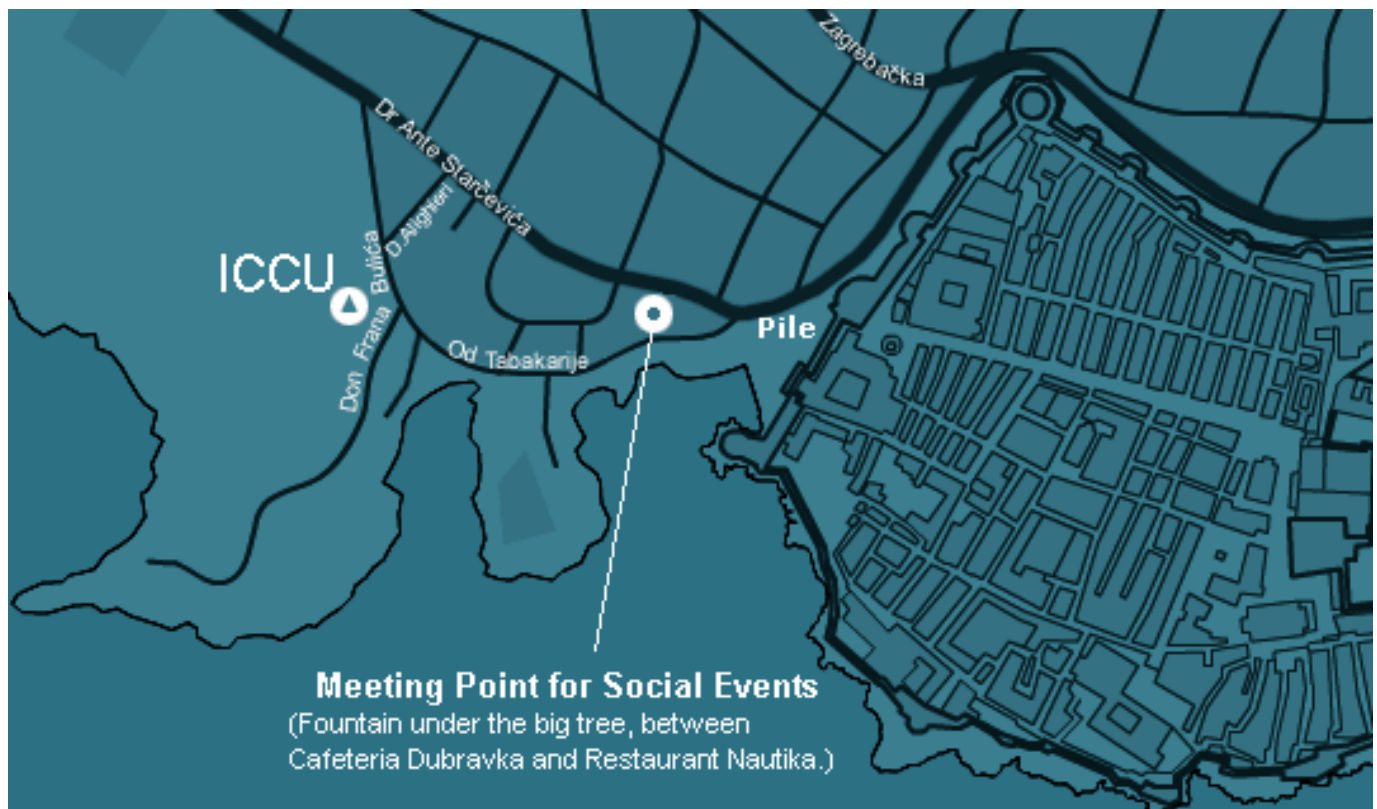 Zagrebačka
Dr Ante Starčevića
D.Alighieri
ICCU
Don Frana Bulića
Pile
Od Tabakarije
Meeting Point for Social Events
(Fountain under the big tree, between
Cafeteria Dubravka and Restaurant Nautika.)